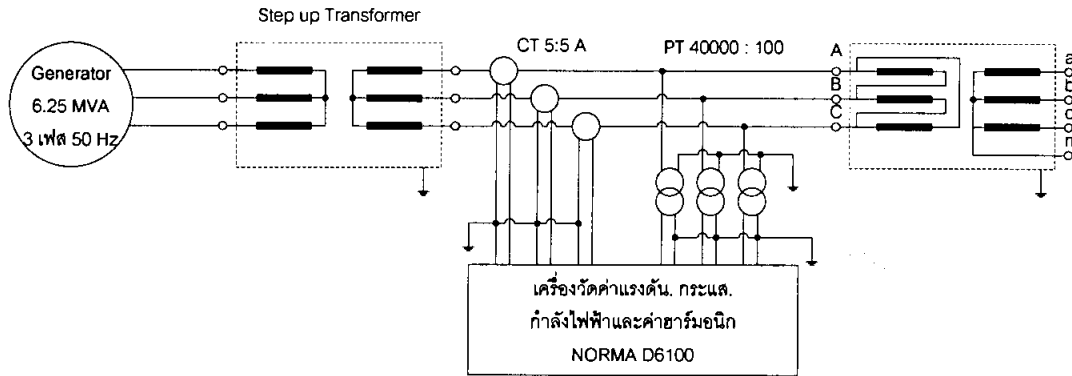 Step up Transformer
CT 5:5 A
PT 40000 : 100
A
B
C
a
b
c
n
Generator
6.25 MVA
3 เฟส 50 Hz
เครื่องวัดค่าแรงดัน. กระแส.
กำลังไฟฟ้าและค่าฮาร์มอนิก
NORMA D6100